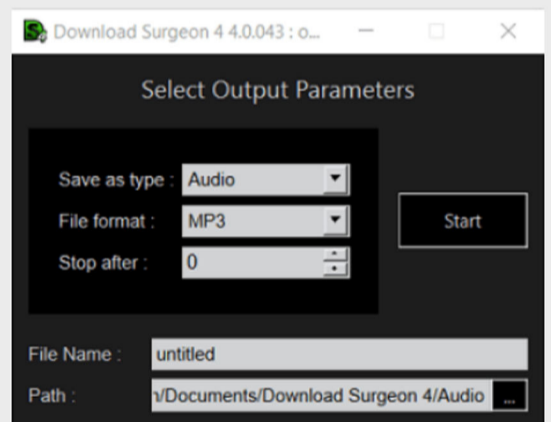 Download Surgeon 4 4.0.043 : o...
Select Output Parameters
Save as type : Audio
File format : MP3
Start
Stop after : 0
File Name : untitled
Path : /Documents/Download Surgeon 4/Audio ...